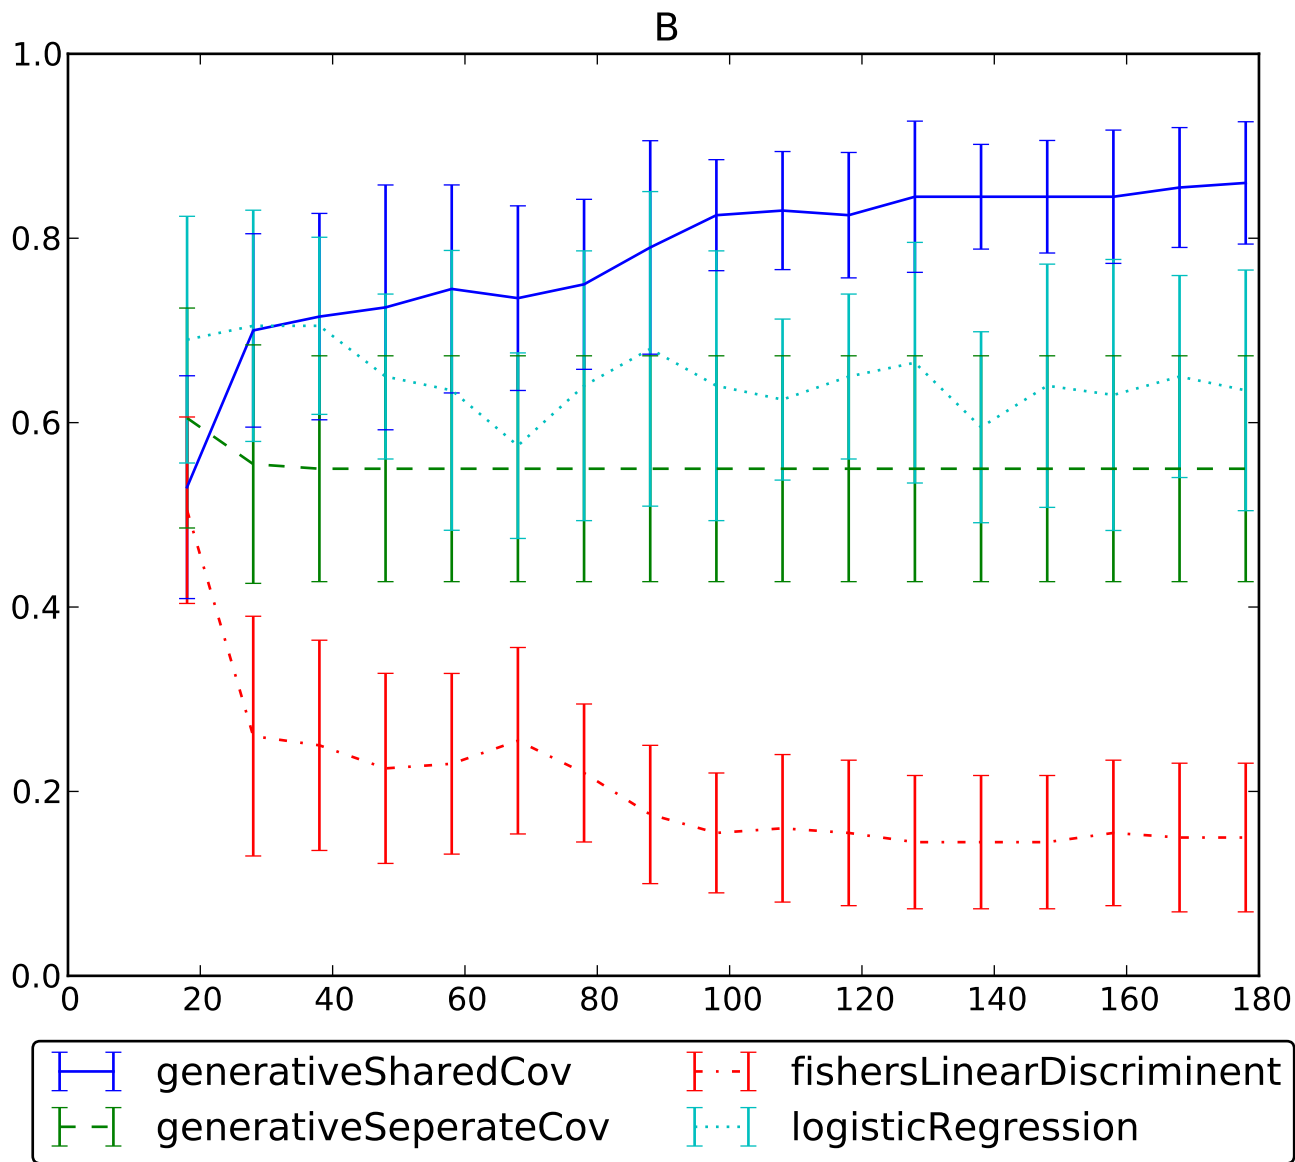 B
1.0
0.8
0.6
0.4
0.2
0.0
0 20 40 60 80 100 120 140 160 180
generativeSharedCov fishersLinearDiscriminent
generativeSeperateCov logisticRegression